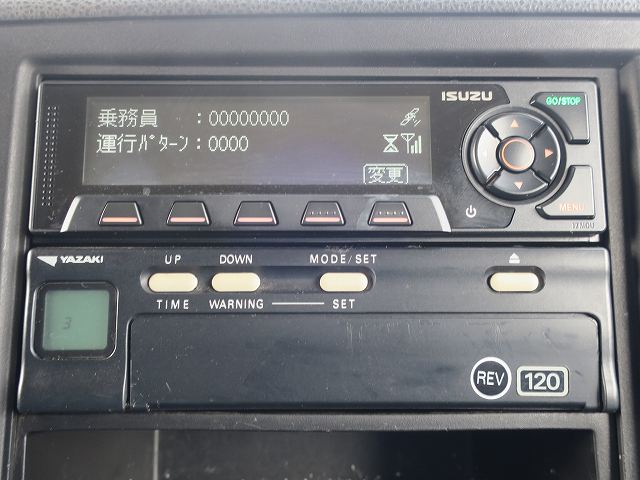 ISUZU
GO/STOP
乗務員 :00000000
運行ﾊﾟﾀｰﾝ:0000
変更
MENU
YAZAKI
UP DOWN MODE/SET
TIME WARNING SET
3
REV 120